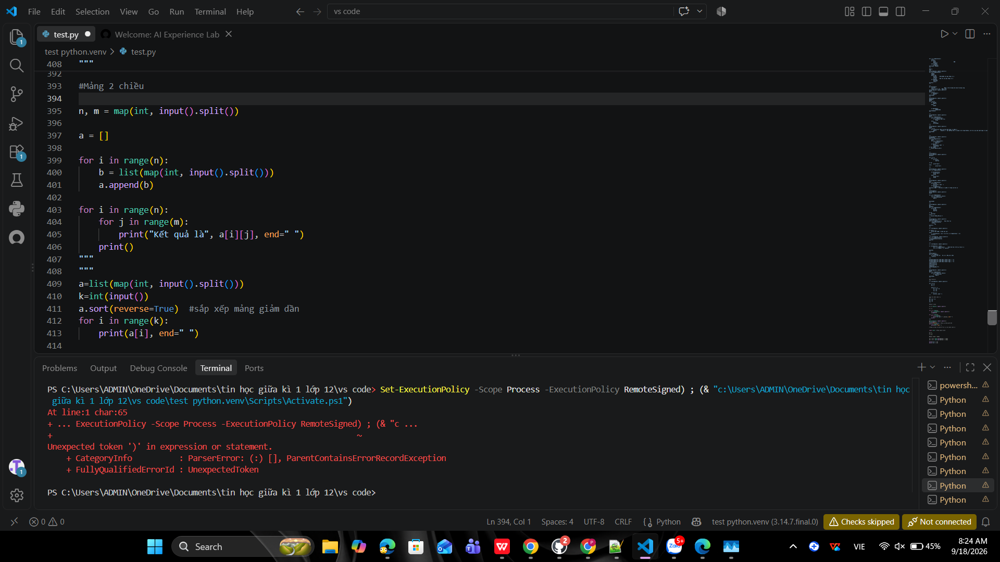 File Edit Selection View Go Run Terminal Help
vs code
test.py
Welcome: AI Experience Lab
test python.venv > test.py
408 """
392
393 #Mảng 2 chiều
394
395 n, m = map(int, input().split())
396
397 a = []
398
399 for i in range(n):
400 b = list(map(int, input().split()))
401 a.append(b)
402
403 for i in range(n):
404 for j in range(m):
405 print("Kết quả là", a[i][j], end=" ")
406 print()
407 """
408 """
409 a=list(map(int, input().split()))
410 k=int(input())
411 a.sort(reverse=True) #sắp xếp mảng giảm dần
412 for i in range(k):
413 print(a[i], end=" ")
414
Problems Output Debug Console Terminal Ports
PS C:\Users\ADMIN\OneDrive\Documents\tin học giữa kì 1 lớp 12\vs code> Set-ExecutionPolicy -Scope Process -ExecutionPolicy RemoteSigned) ; (& "c:\Users\ADMIN\OneDrive\Documents\tin học
giữa kì 1 lớp 12\vs code\test python.venv\Scripts\Activate.ps1")
At line:1 char:65
+ ... ExecutionPolicy -Scope Process -ExecutionPolicy RemoteSigned) ; (& "c ...
+ ~
Unexpected token ')' in expression or statement.
+ CategoryInfo : ParserError: (:) [], ParentContainsErrorRecordException
+ FullyQualifiedErrorId : UnexpectedToken
PS C:\Users\ADMIN\OneDrive\Documents\tin học giữa kì 1 lớp 12\vs code>
powersh...
Python
Python
Python
Python
Python
Python
Python
Python
1
1
T 1
0 0
Ln 394, Col 1 Spaces: 4 UTF-8 CRLF Python test python.venv (3.14.7.final.0) Checks skipped Not connected
Search
2
Zalo 5+
VIE
45%
8:24 AM
9/18/2026